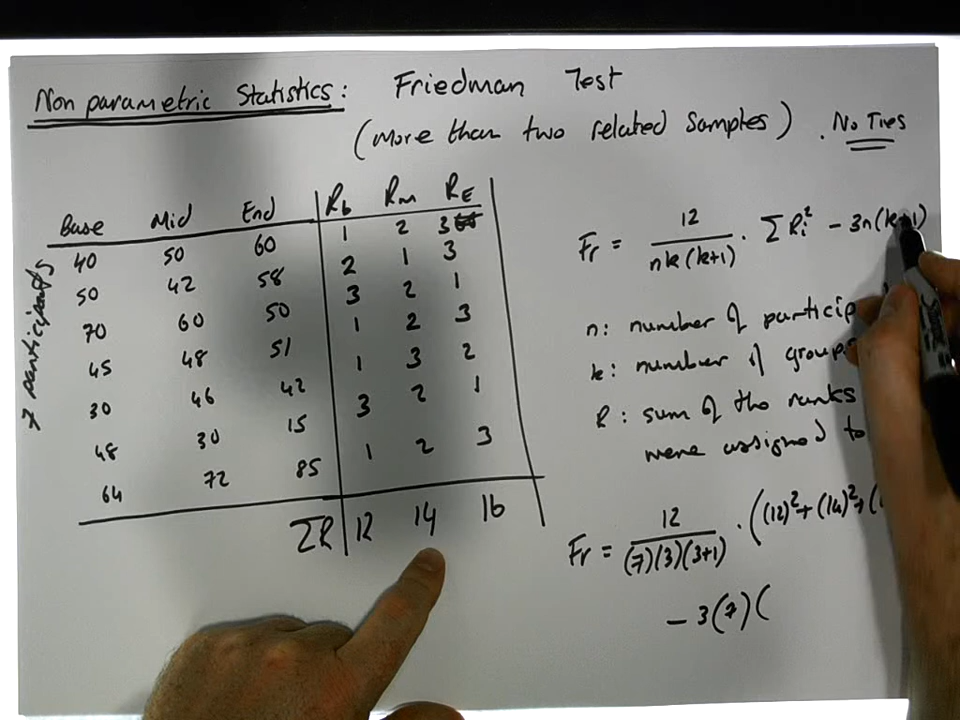 Non parametric Statistics: Friedman Test
(More than two related Samples). No Ties
Base Mid End Rb Rm RE
40 50 60 1 2 3
50 42 58 2 1 3
70 60 50 3 2 1
45 48 51 1 2 3
30 46 42 1 3 2
48 30 15 3 2 1
64 72 85 1 2 3
ΣR 12 14 16
7 participants
Fr = 12 / nk(k+1) . Σ Ri² - 3n(k+1)
n: number of particip
k: number of group
R: sum of the ranks
were assigned to
Fr = 12 / (7)(3)(3+1) . ((12)²+(14)²+(
- 3(7)(